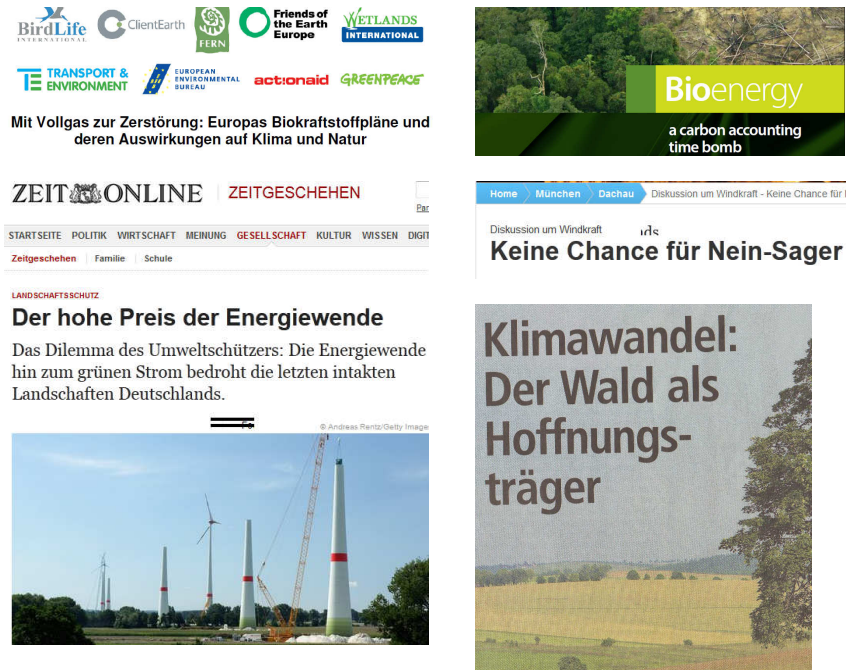 BirdLife
INTERNATIONAL
ClientEarth
FERN
Friends of
the Earth
Europe
WETLANDS
INTERNATIONAL
TRANSPORT &
ENVIRONMENT
EUROPEAN
ENVIRONMENTAL
BUREAU
act!onaid
GREENPEACE
Mit Vollgas zur Zerstörung: Europas Biokraftstoffpläne und
deren Auswirkungen auf Klima und Natur
Bioenergy
a carbon accounting
time bomb
ZEIT ONLINE ZEITGESCHEHEN
STARTSEITE POLITIK WIRTSCHAFT MEINUNG GESELLSCHAFT KULTUR WISSEN DIGIT
Zeitgeschehen Familie Schule
LANDSCHAFTSSCHUTZ
Der hohe Preis der Energiewende
Das Dilemma des Umweltschützers: Die Energiewende
hin zum grünen Strom bedroht die letzten intakten
Landschaften Deutschlands.
© Andreas Rentz/Getty Image
Home München Dachau Diskussion um Windkraft - Keine Chance für
Diskussion um Windkraft
Keine Chance für Nein-Sager
Klimawandel:
Der Wald als
Hoffnungs-
träger